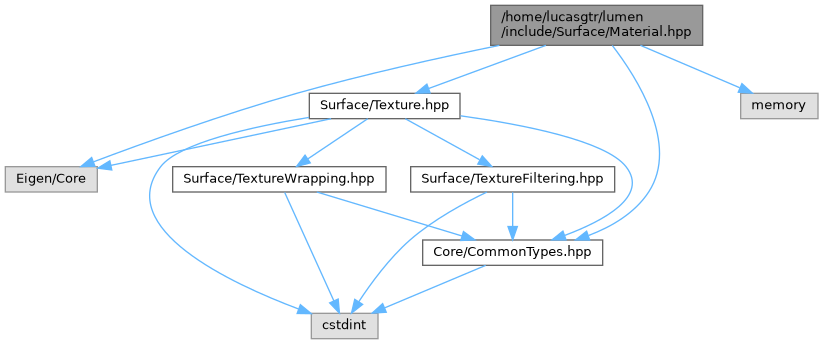 /home/lucasgtr/lumen
/include/Surface/Material.hpp
Surface/Texture.hpp
memory
Eigen/Core
Surface/TextureWrapping.hpp
Surface/TextureFiltering.hpp
Core/CommonTypes.hpp
cstdint